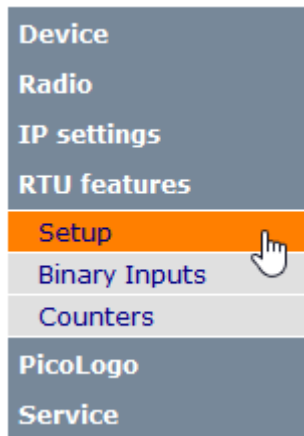 Device
Radio
IP settings
RTU features
Setup
Binary Inputs
Counters
PicoLogo
Service